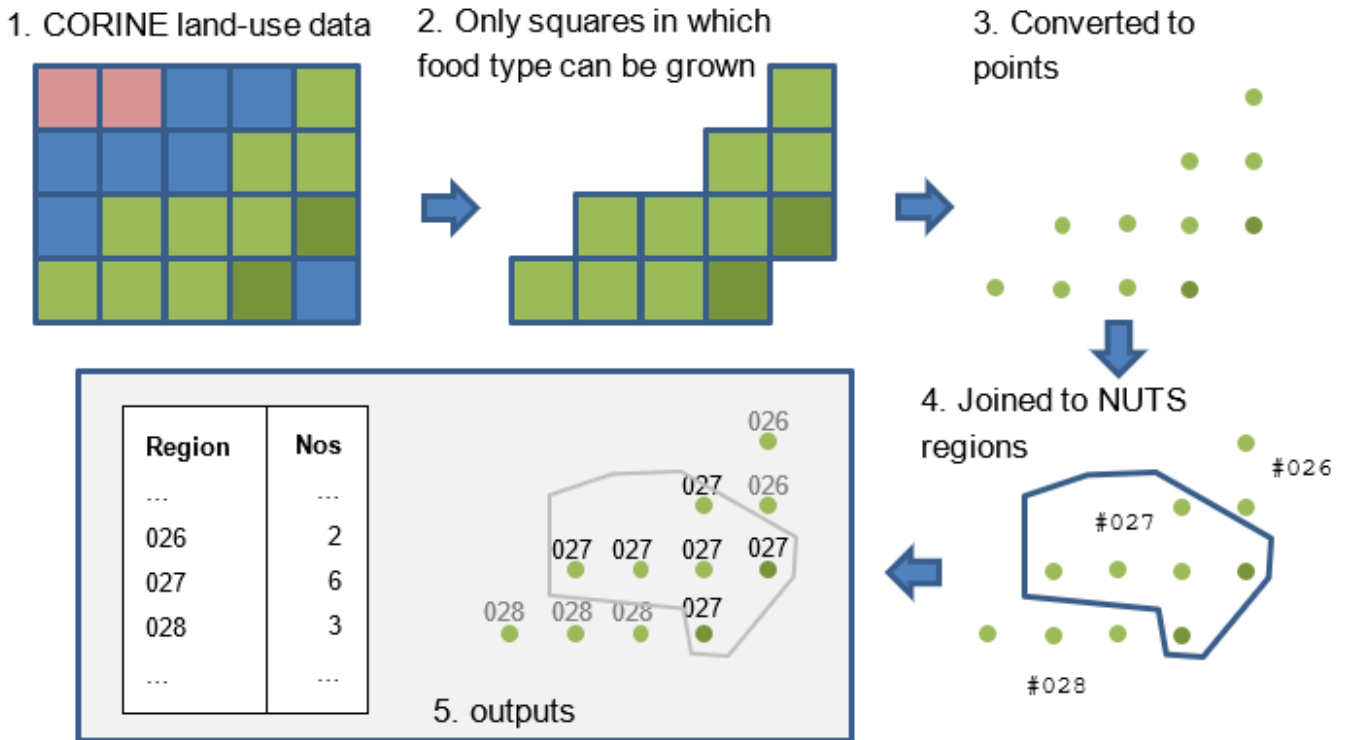 1. CORINE land-use data
2. Only squares in which
food type can be grown
3. Converted to
points
4. Joined to NUTS
regions
#026
#027
#028
Region Nos
... ...
026 2
027 6
028 3
... ...
026
027 026
027 027 027 027
028 028 028 027
5. outputs